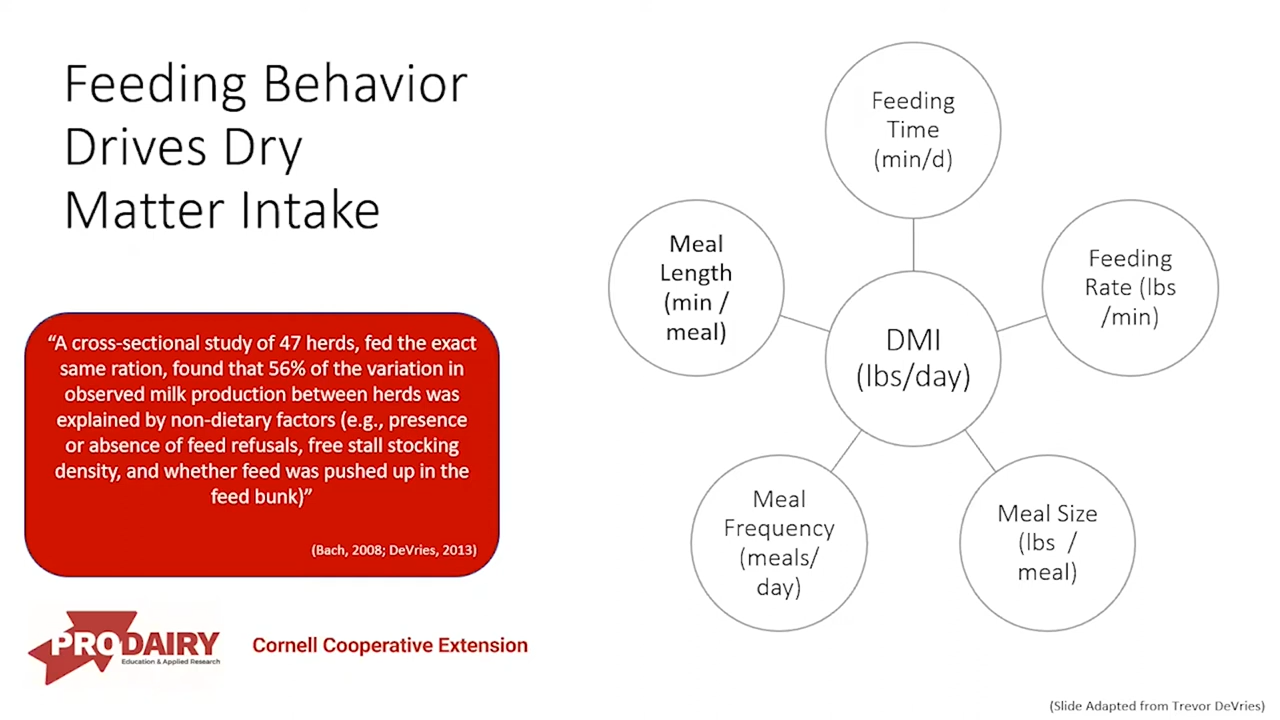 Feeding Behavior
Drives Dry
Matter Intake
“A cross-sectional study of 47 herds, fed the exact
same ration, found that 56% of the variation in
observed milk production between herds was
explained by non-dietary factors (e.g., presence
or absence of feed refusals, free stall stocking
density, and whether feed was pushed up in the
feed bunk)”
(Bach, 2008; DeVries, 2013)
Feeding
Time
(min/d)
Feeding
Rate (lbs
/min)
Meal Size
(lbs /
meal)
Meal
Frequency
(meals/
day)
Meal
Length
(min /
meal)
DMI
(lbs/day)
PRODAIRY
Education & Applied Research
Cornell Cooperative Extension
(Slide Adapted from Trevor DeVries)